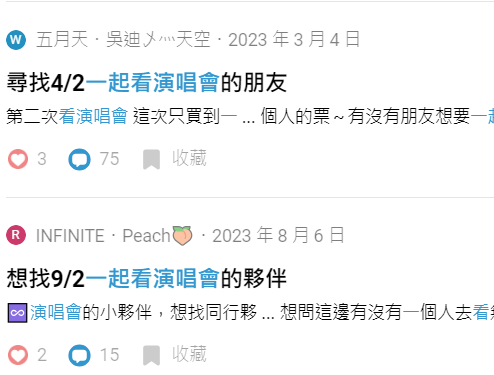 W 五月天・吳迪乄灬天空・2023 年 3 月 4 日
尋找4/2一起看演唱會的朋友
第二次看演唱會 這次只買到一 ... 個人的票～有沒有朋友想要一
3 75 收藏
R INFINITE・Peach🍑・2023 年 8 月 6 日
想找9/2一起看演唱會的夥伴
♾️演唱會的小夥伴，想找同行夥 ... 想問這邊有沒有一個人去看
2 15 收藏